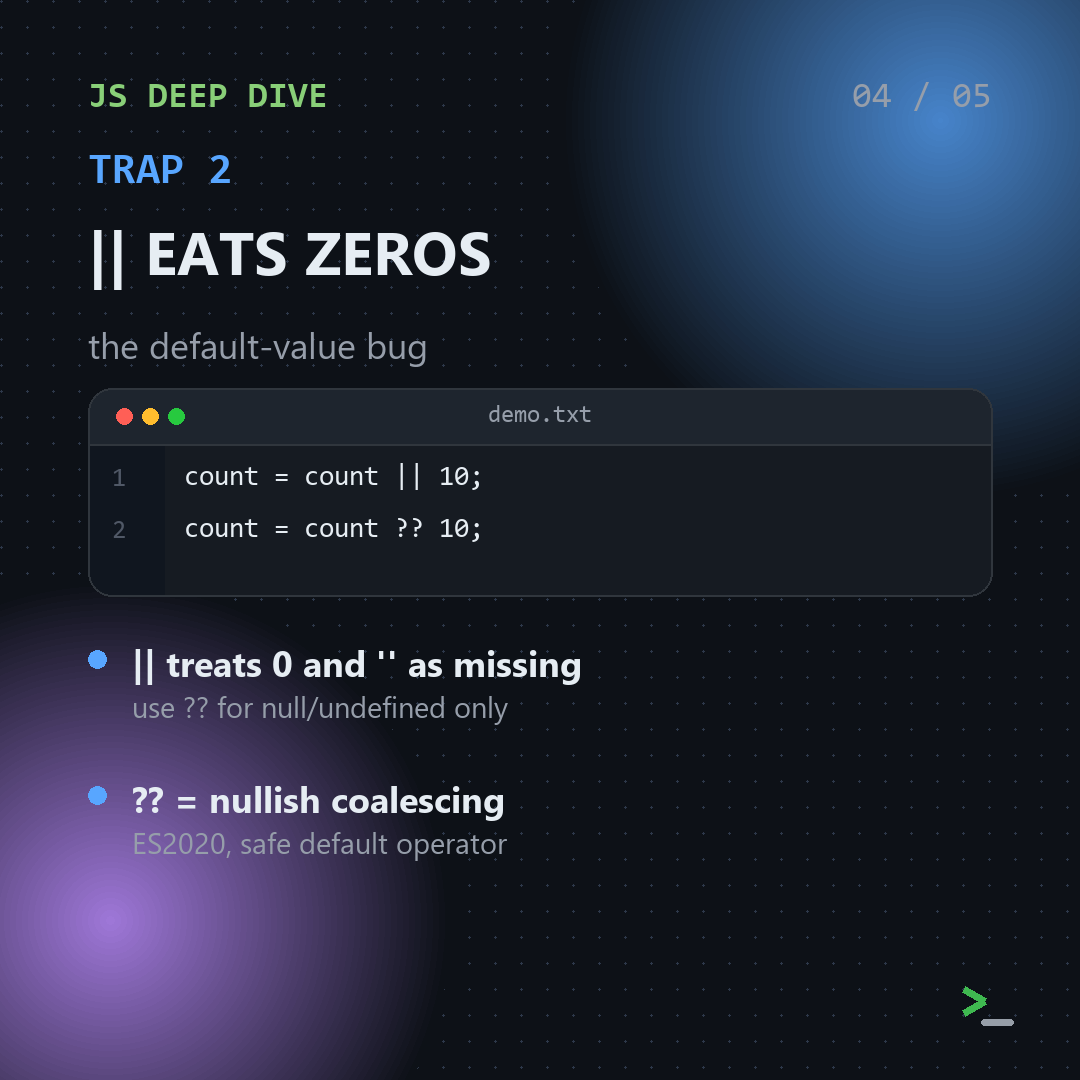 JS DEEP DIVE
04 / 05
TRAP 2
|| EATS ZEROS
the default-value bug
demo.txt
1 count = count || 10;
2 count = count ?? 10;
|| treats 0 and '' as missing
use ?? for null/undefined only
?? = nullish coalescing
ES2020, safe default operator
>_